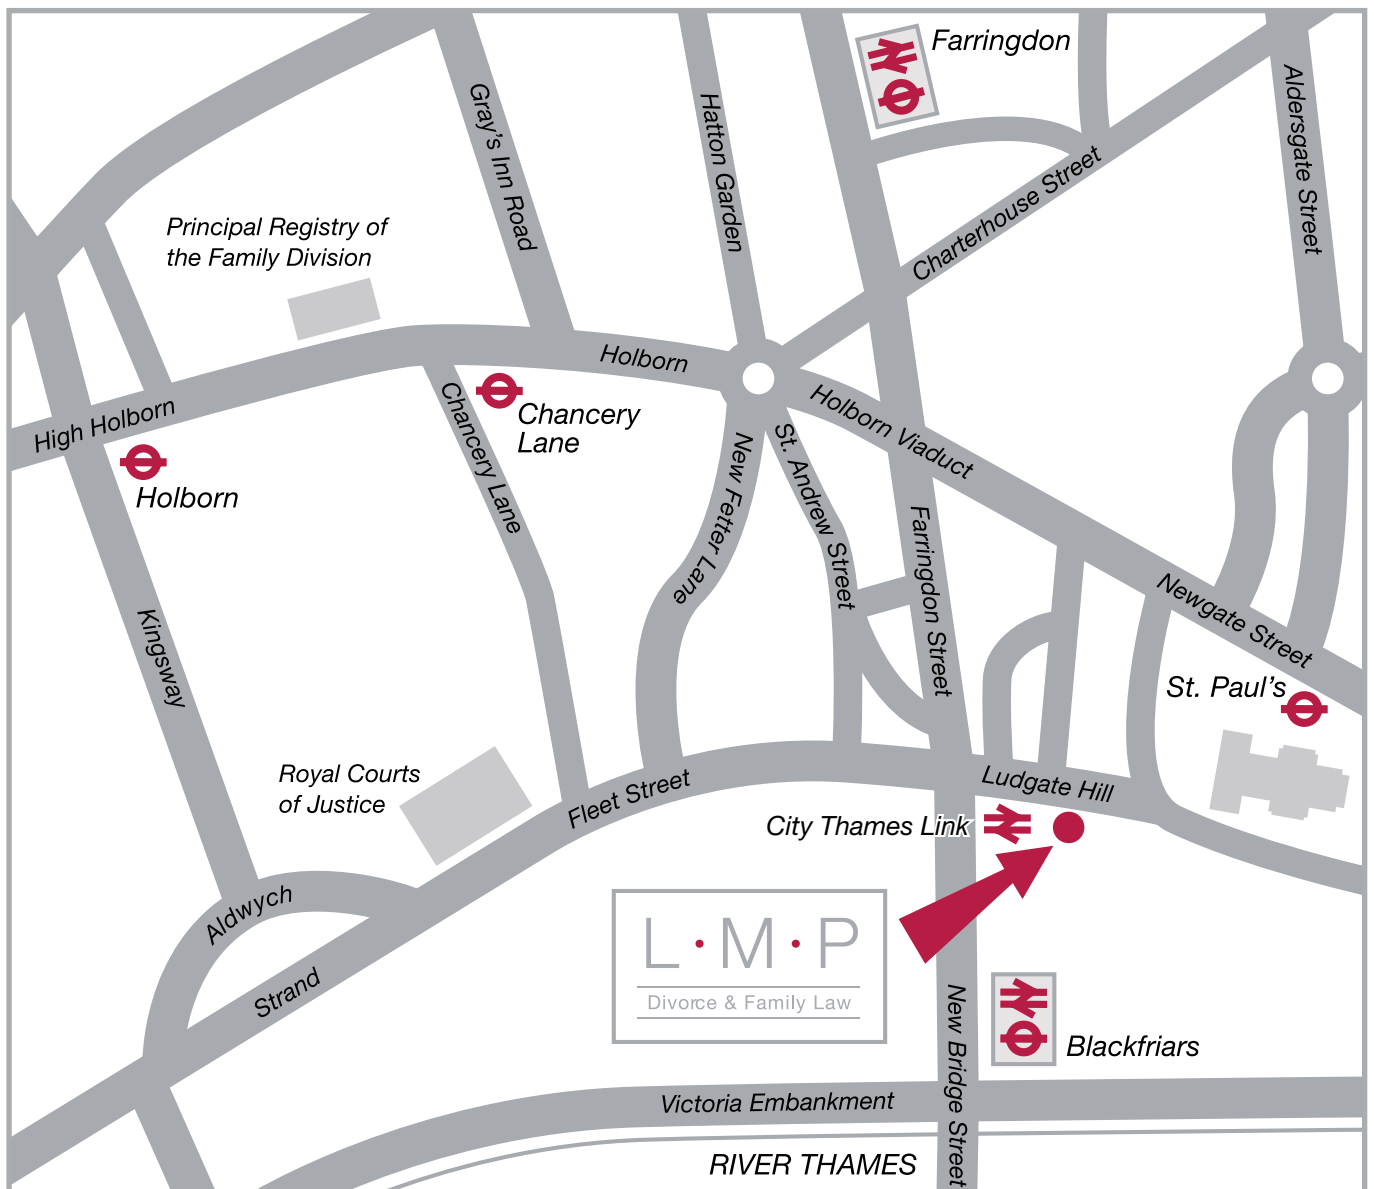 Farringdon
Gray's Inn Road
Hatton Garden
Aldersgate Street
Charterhouse Street
Principal Registry of
the Family Division
Holborn
High Holborn
Chancery
Lane
Chancery Lane
Holborn Viaduct
Holborn
New Fetter Lane
St. Andrew Street
Farringdon Street
Newgate Street
Kingsway
St. Paul's
Royal Courts
of Justice
Fleet Street
Ludgate Hill
City Thames Link
Aldwych
Strand
L·M·P
Divorce & Family Law
New Bridge Street
Blackfriars
Victoria Embankment
RIVER THAMES